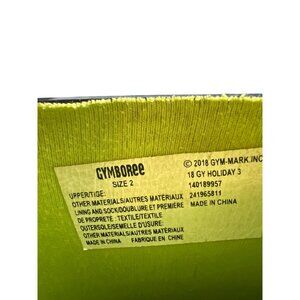 GYMBOREE
SIZE 2
UPPER/TIGE:
OTHER MATERIALS/AUTRES MATÉRIAUX
LINING AND SOCK/DOUBLURE ET PREMIÈRE
DE PROPRETE : TEXTILE/TEXTILE
OUTERSOLE/SEMELLE D'USURE:
OTHER MATERIALS/AUTRES MATÉRIAUX
MADE IN CHINA FABRIQUÉ EN CHINE
© 2018 GYM-MARK, INC
18 GY HOLIDAY 3
140189957
241965811
MADE IN CHINA